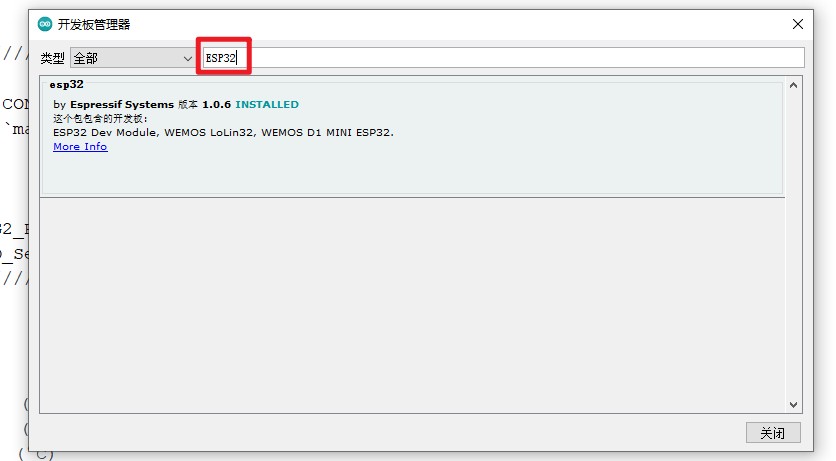 开发板管理器
///
类型 全部 ESP32
esp32
by Espressif Systems 版本 1.0.6 INSTALLED
这个包包含的开发板:
ESP32 Dev Module, WEMOS LoLin32, WEMOS D1 MINI ESP32.
More Info
CON
`ma
///
(
(
( C)
关闭